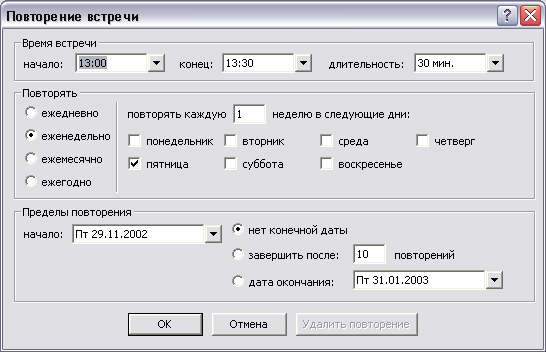 Повторение встречи
Время встречи
начало: 13:00 конец: 13:30 длительность: 30 мин.
Повторять
ежедневно
повторять каждую 1 неделю в следующие дни:
еженедельно
понедельник вторник среда четверг
ежемесячно
пятница суббота воскресенье
ежегодно
Пределы повторения
начало: Пт 29.11.2002 нет конечной даты
завершить после: 10 повторений
дата окончания: Пт 31.01.2003
OK Отмена Удалить повторение